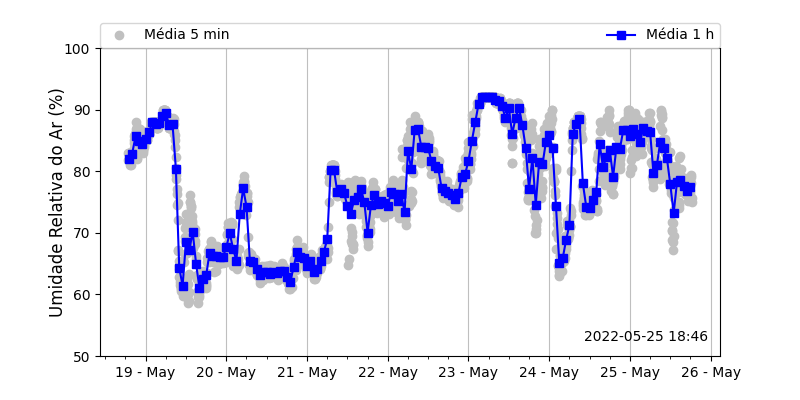 Média 5 min
Média 1 h
Umidade Relativa do Ar (%)
100
90
80
70
60
50
2022-05-25 18:46
19 - May
20 - May
21 - May
22 - May
23 - May
24 - May
25 - May
26 - May